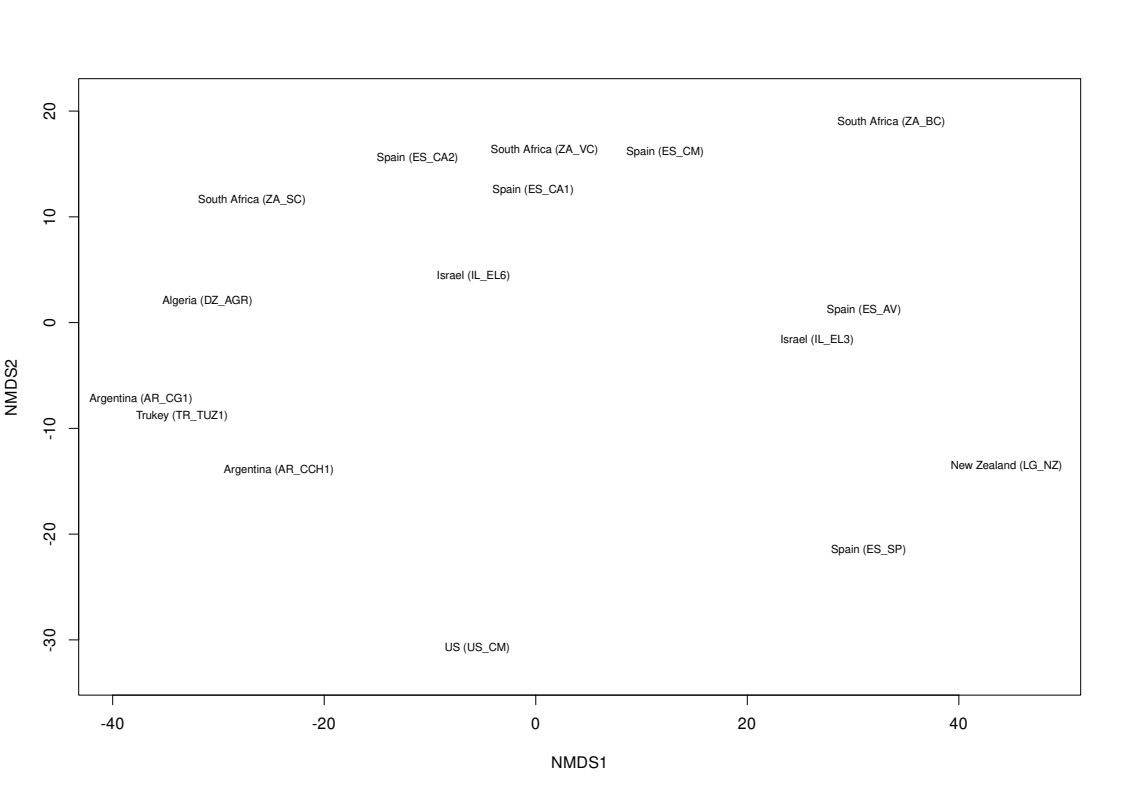 20
South Africa (ZA_BC)
South Africa (ZA_VC)
Spain (ES_CM)
Spain (ES_CA2)
Spain (ES_CA1)
South Africa (ZA_SC)
10
Israel (IL_EL6)
Algeria (DZ_AGR)
Spain (ES_AV)
0
Israel (IL_EL3)
NMDS2
Argentina (AR_CG1)
Trukey (TR_TUZ1)
-10
New Zealand (LG_NZ)
Argentina (AR_CCH1)
-20
Spain (ES_SP)
-30
US (US_CM)
-40 -20 0 20 40
NMDS1